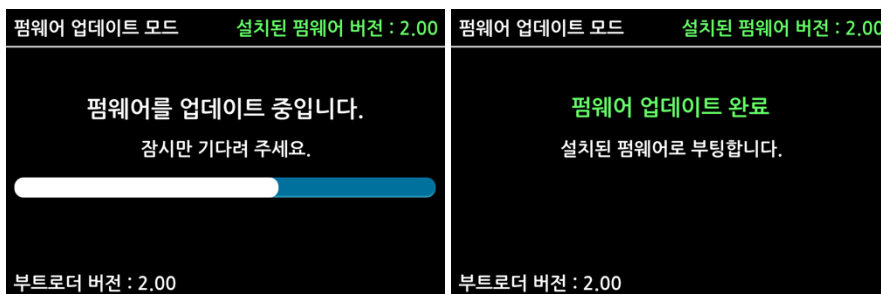 펌웨어 업데이트 모드 설치된 펌웨어 버전 : 2.00
펌웨어를 업데이트 중입니다.
잠시만 기다려 주세요.
부트로더 버전 : 2.00
펌웨어 업데이트 모드 설치된 펌웨어 버전 : 2.00
펌웨어 업데이트 완료
설치된 펌웨어로 부팅합니다.
부트로더 버전 : 2.00